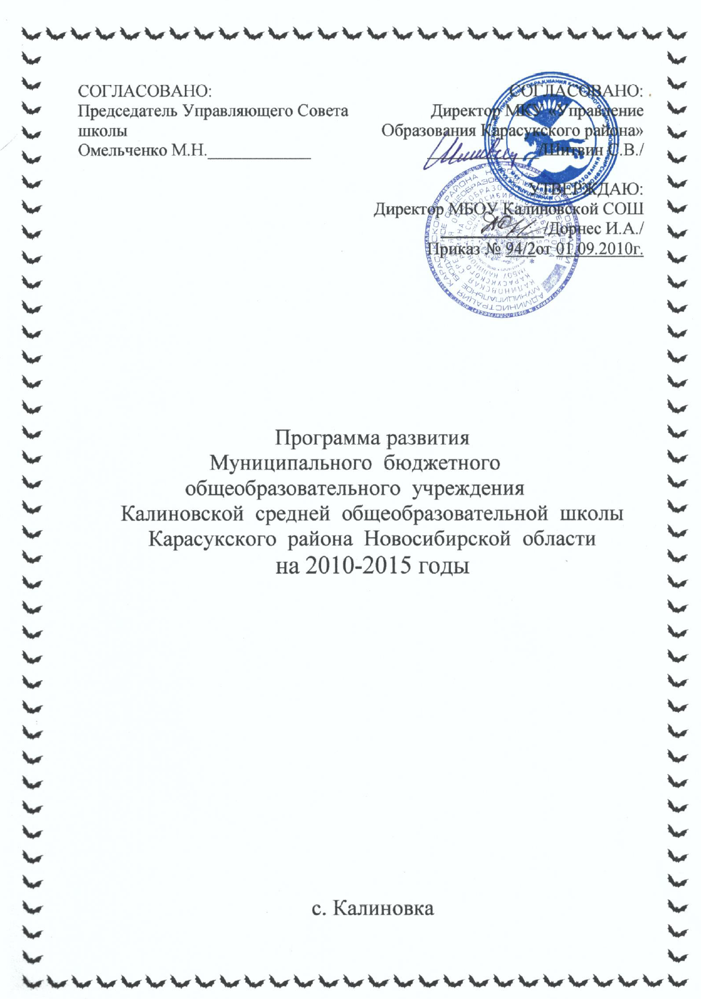 СОГЛАСОВАНО:
Председатель Управляющего Совета
школы
Омельченко М.Н.____________
СОГЛАСОВАНО:
Директор МКУ «Управление
Образования Карасукского района»
____________/Шитвин С.В./
УТВЕРЖДАЮ:
Директор МБОУ Калиновской СОШ
____________/Дорнес И.А./
Приказ № 94/2от 01.09.2010г.
Программа развития
Муниципального бюджетного
общеобразовательного учреждения
Калиновской средней общеобразовательной школы
Карасукского района Новосибирской области
на 2010-2015 годы
с. Калиновка